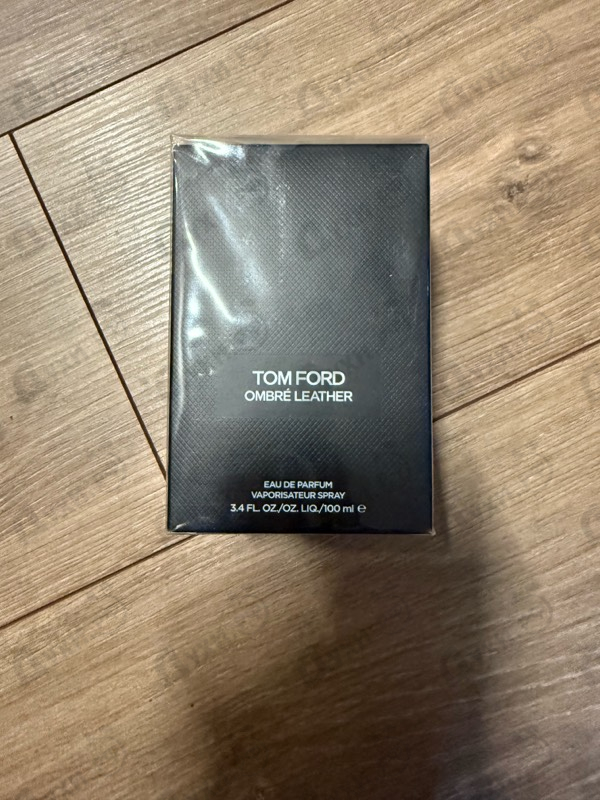 TOM FORD
OMBRÉ LEATHER
EAU DE PARFUM
VAPORISATEUR SPRAY
3.4 FL. OZ./OZ. LIQ./100 ml ℮